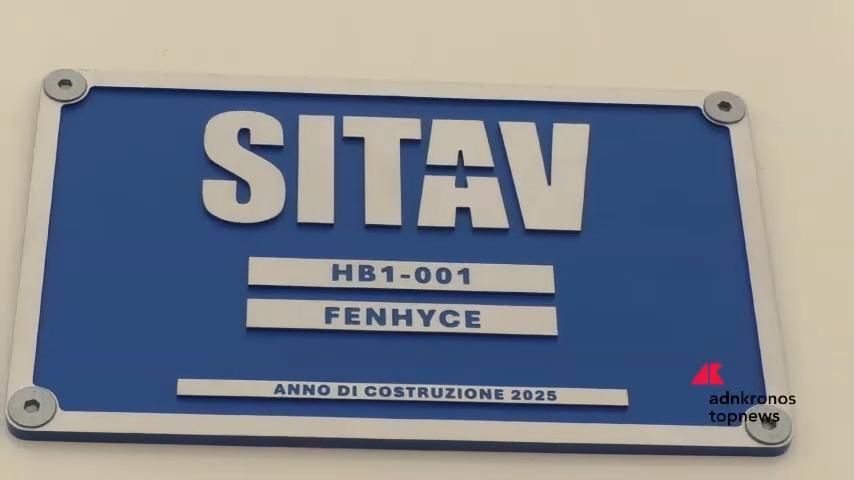 SITAV
HB1-001
FENHYCE
ANNO DI COSTRUZIONE 2025
adnkronos
topnews